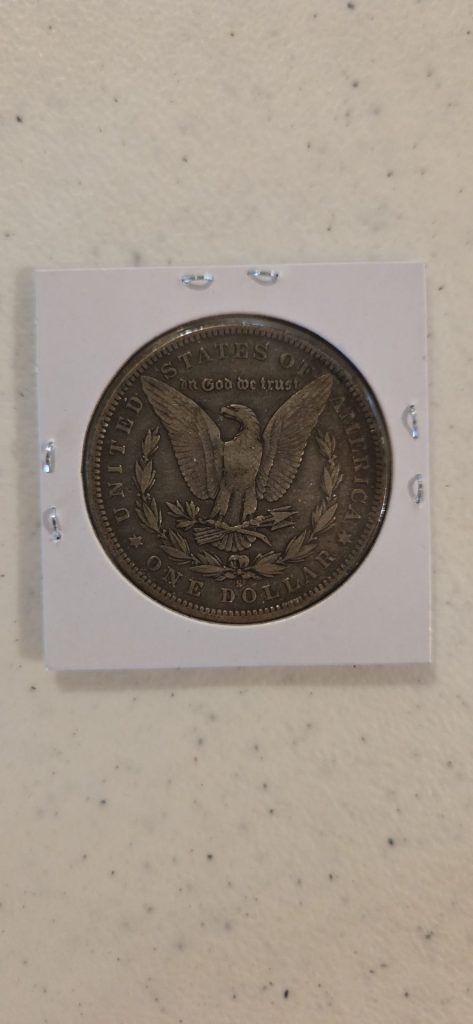 UNITED STATES OF AMERICA
In God we trust
S
ONE DOLLAR